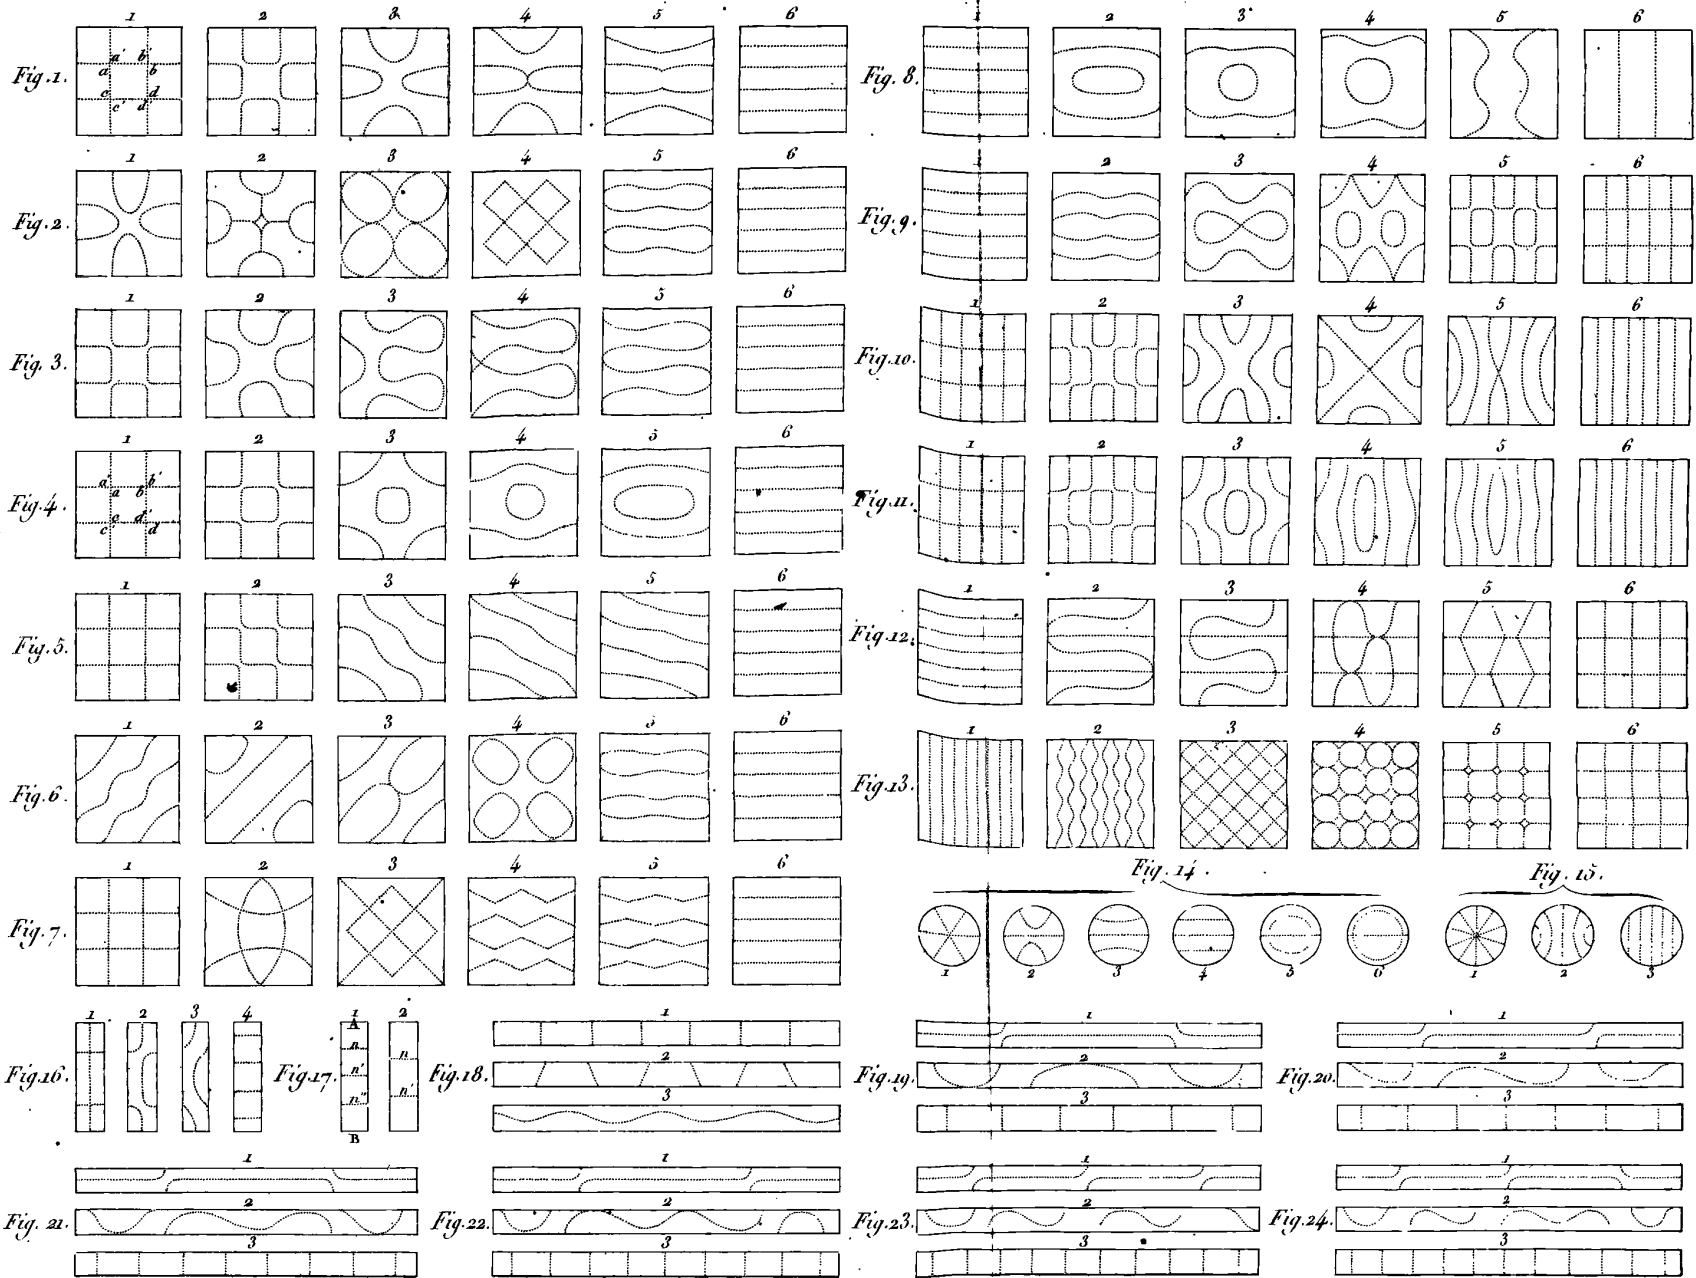 1 2 3 4 5 6
Fig. 1.
a' b'
a b
c d
c' d'
1 2 3 4 5 6
Fig. 8.
1 2 3 4 5 6
Fig. 2.
1 2 3 4 5 6
Fig. 9.
1 2 3 4 5 6
Fig. 3.
1 2 3 4 5 6
Fig. 10.
1 2 3 4 5 6
Fig. 4.
a' b'
a b
c d'
c' d
1 2 3 4 5 6
Fig. 11.
1 2 3 4 5 6
Fig. 5.
1 2 3 4 5 6
Fig. 12.
1 2 3 4 5 6
Fig. 6.
1 2 3 4 5 6
Fig. 13.
1 2 3 4 5 6
Fig. 7.
Fig. 14.
1 2 3 4 5 6
Fig. 15.
1 2 3
1 2 3 4
Fig. 16.
1 2
Fig. 17.
A
n n
n' n'
n"
B
Fig. 18.
1
2
3
Fig. 19.
1
2
3
Fig. 20.
1
2
3
Fig. 21.
1
2
3
Fig. 22.
1
2
3
Fig. 23.
1
2
3
Fig. 24.
1
2
3